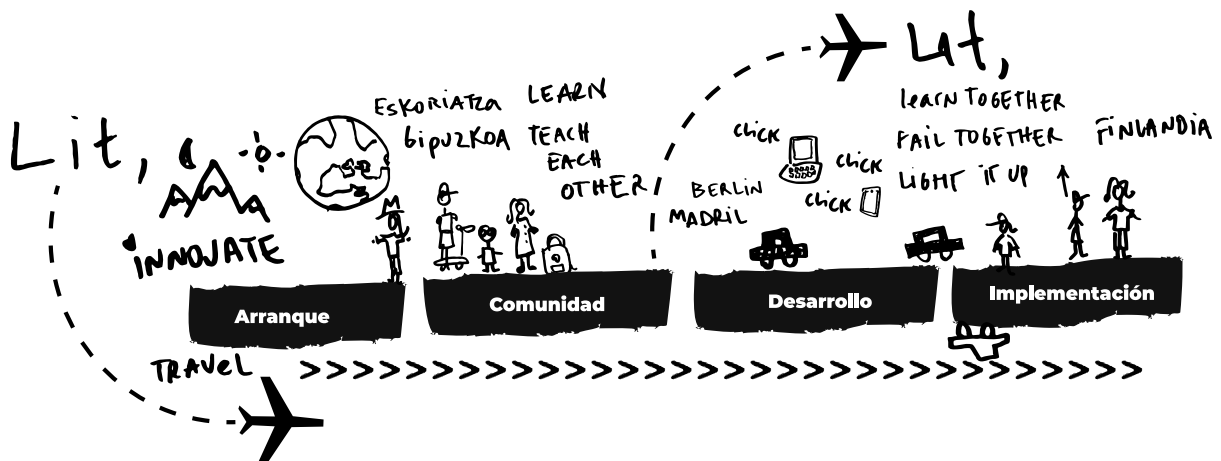 Lit,
INNOVATE
TRAVEL
ESKORIATZA
GIPUZKOA
LEARN
TEACH
EACH
OTHER
BERLIN
MADRIL
CLICK
CLICK
CLICK
Lit,
LEARN TOGETHER
FAIL TOGETHER
LIGHT IT UP
FINLANDIA
Arranque
Comunidad
Desarrollo
Implementación